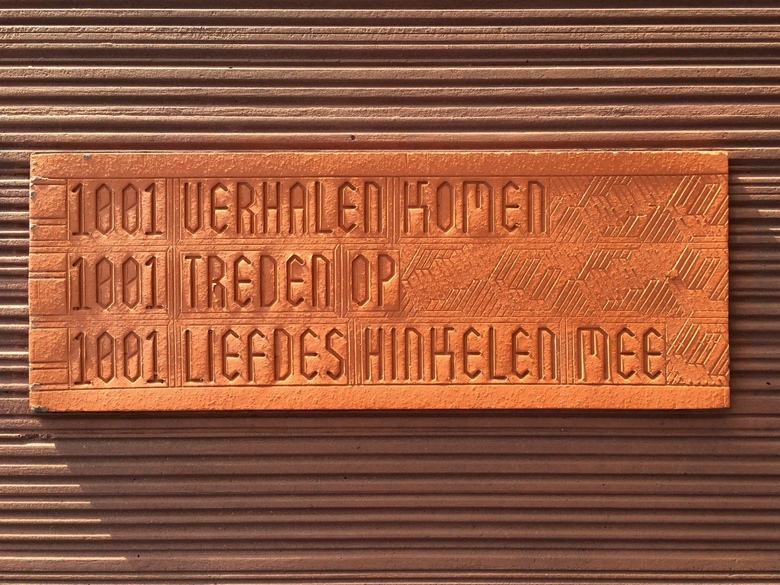 1001 VERHALEN KOMEN
1001 TREDEN OP
1001 LIEFDES HINKELEN MEE